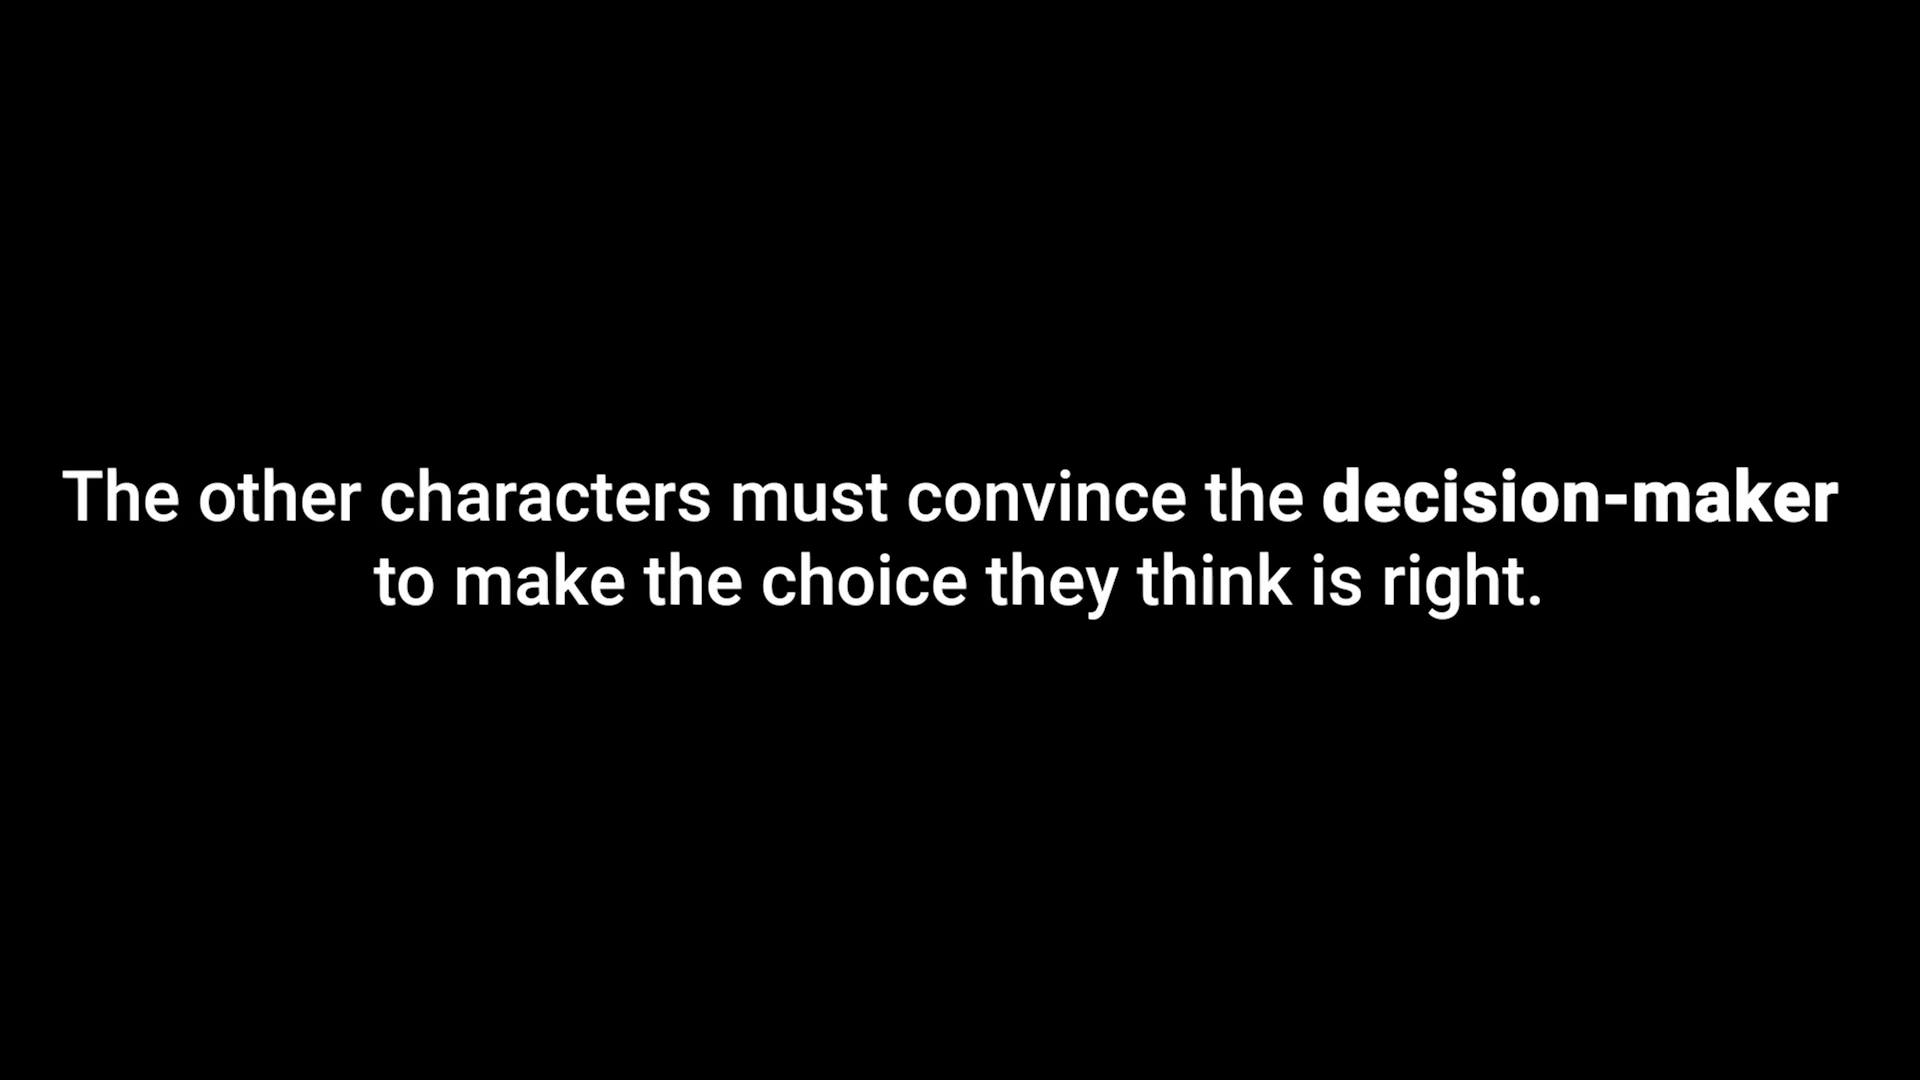 The other characters must convince the decision-maker
to make the choice they think is right.